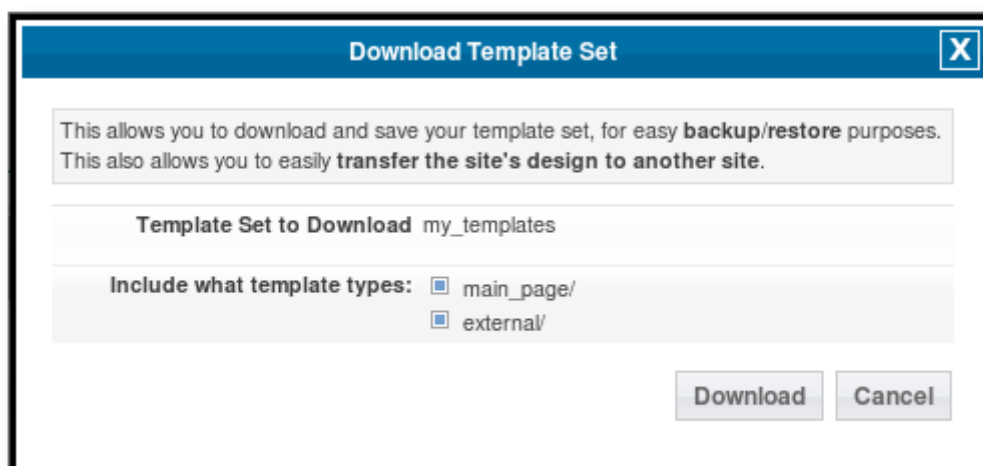 Download Template Set
X
This allows you to download and save your template set, for easy backup/restore purposes.
This also allows you to easily transfer the site's design to another site.
Template Set to Download my_templates
Include what template types: main_page/
external/
Download Cancel